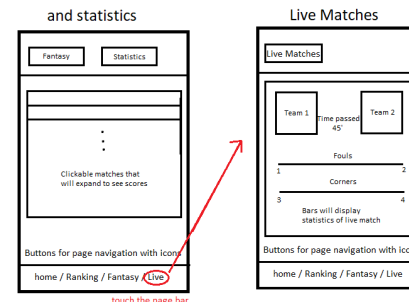 and statistics
Fantasy
Statistics
Clickable matches that
will expand to see scores
Buttons for page navigation with icons
home / Ranking / Fantasy / Live
touch the page bar
Live Matches
Live Matches
Team 1
Time passed
45'
Team 2
Fouls
1
2
Corners
3
4
Bars will display
statistics of live match
Buttons for page navigation with ico
home / Ranking / Fantasy / Live